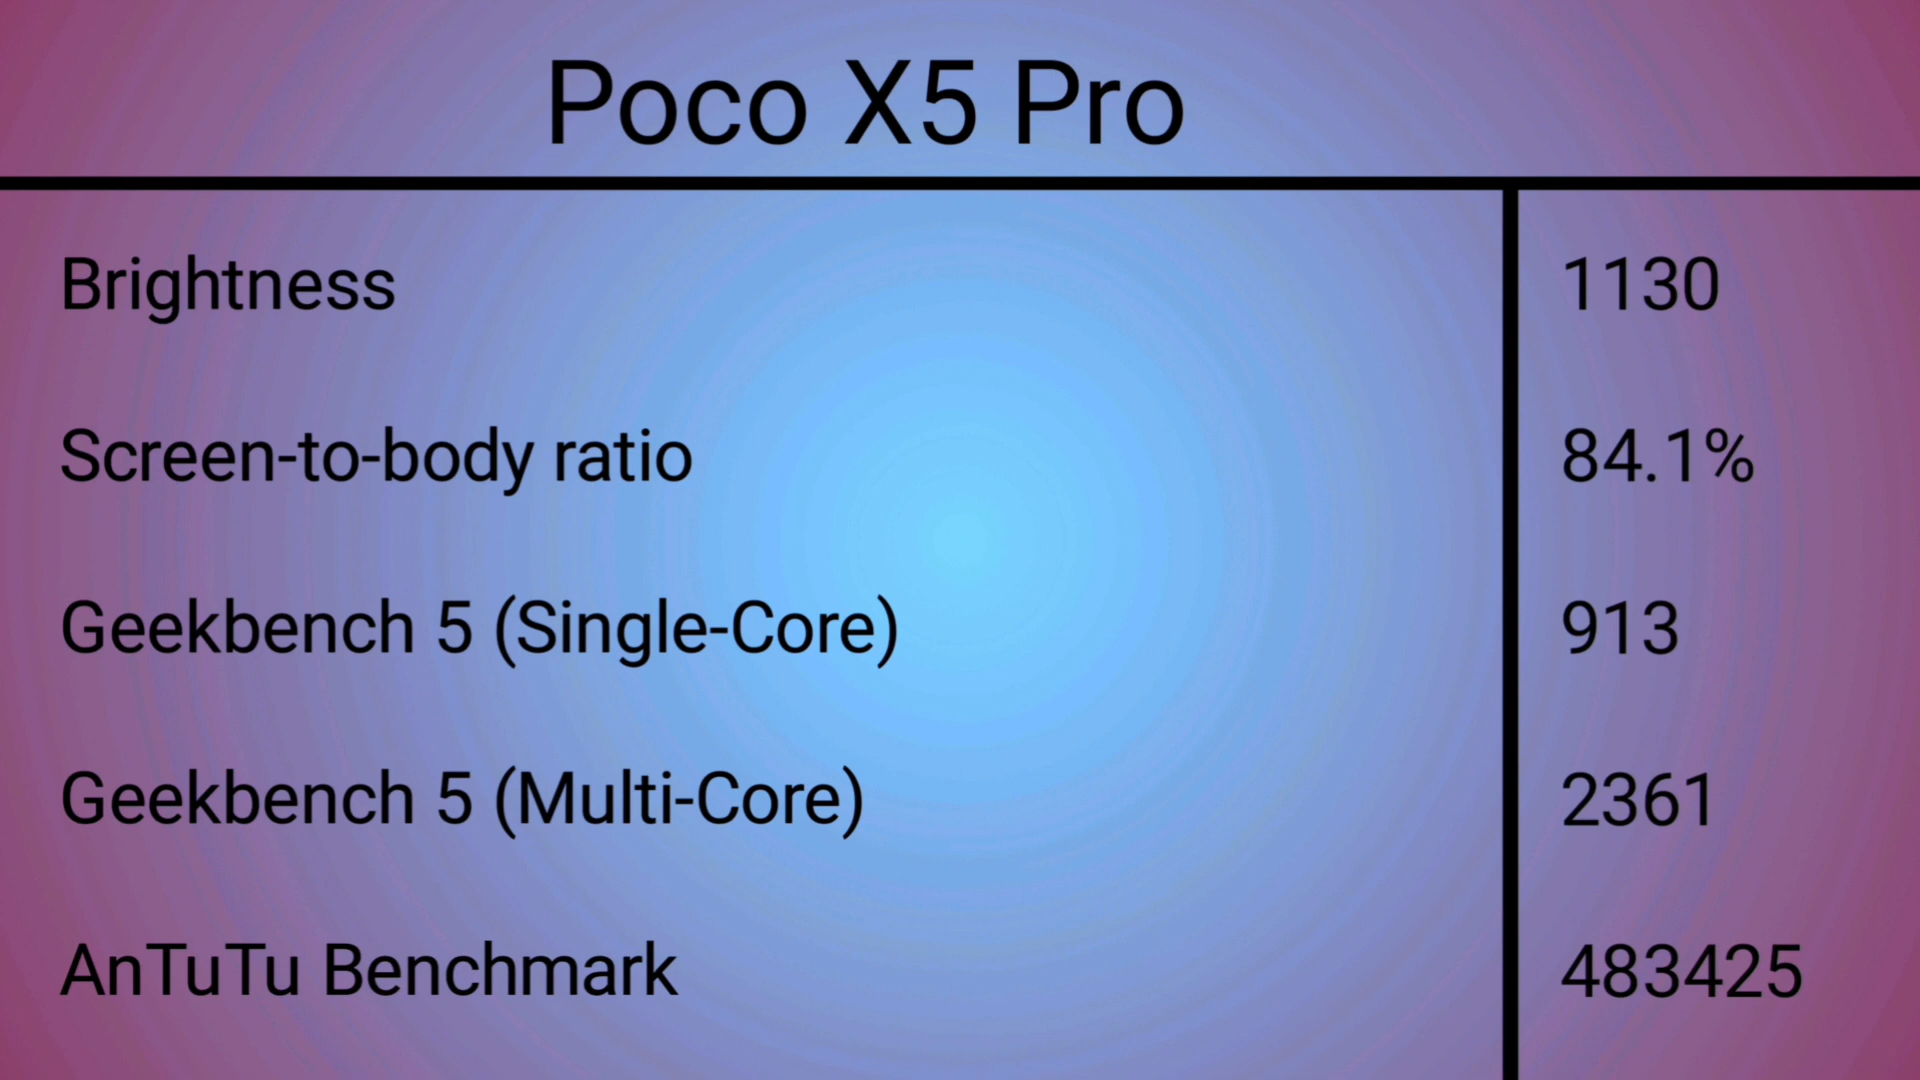 Poco X5 Pro
Brightness 1130
Screen-to-body ratio 84.1%
Geekbench 5 (Single-Core) 913
Geekbench 5 (Multi-Core) 2361
AnTuTu Benchmark 483425